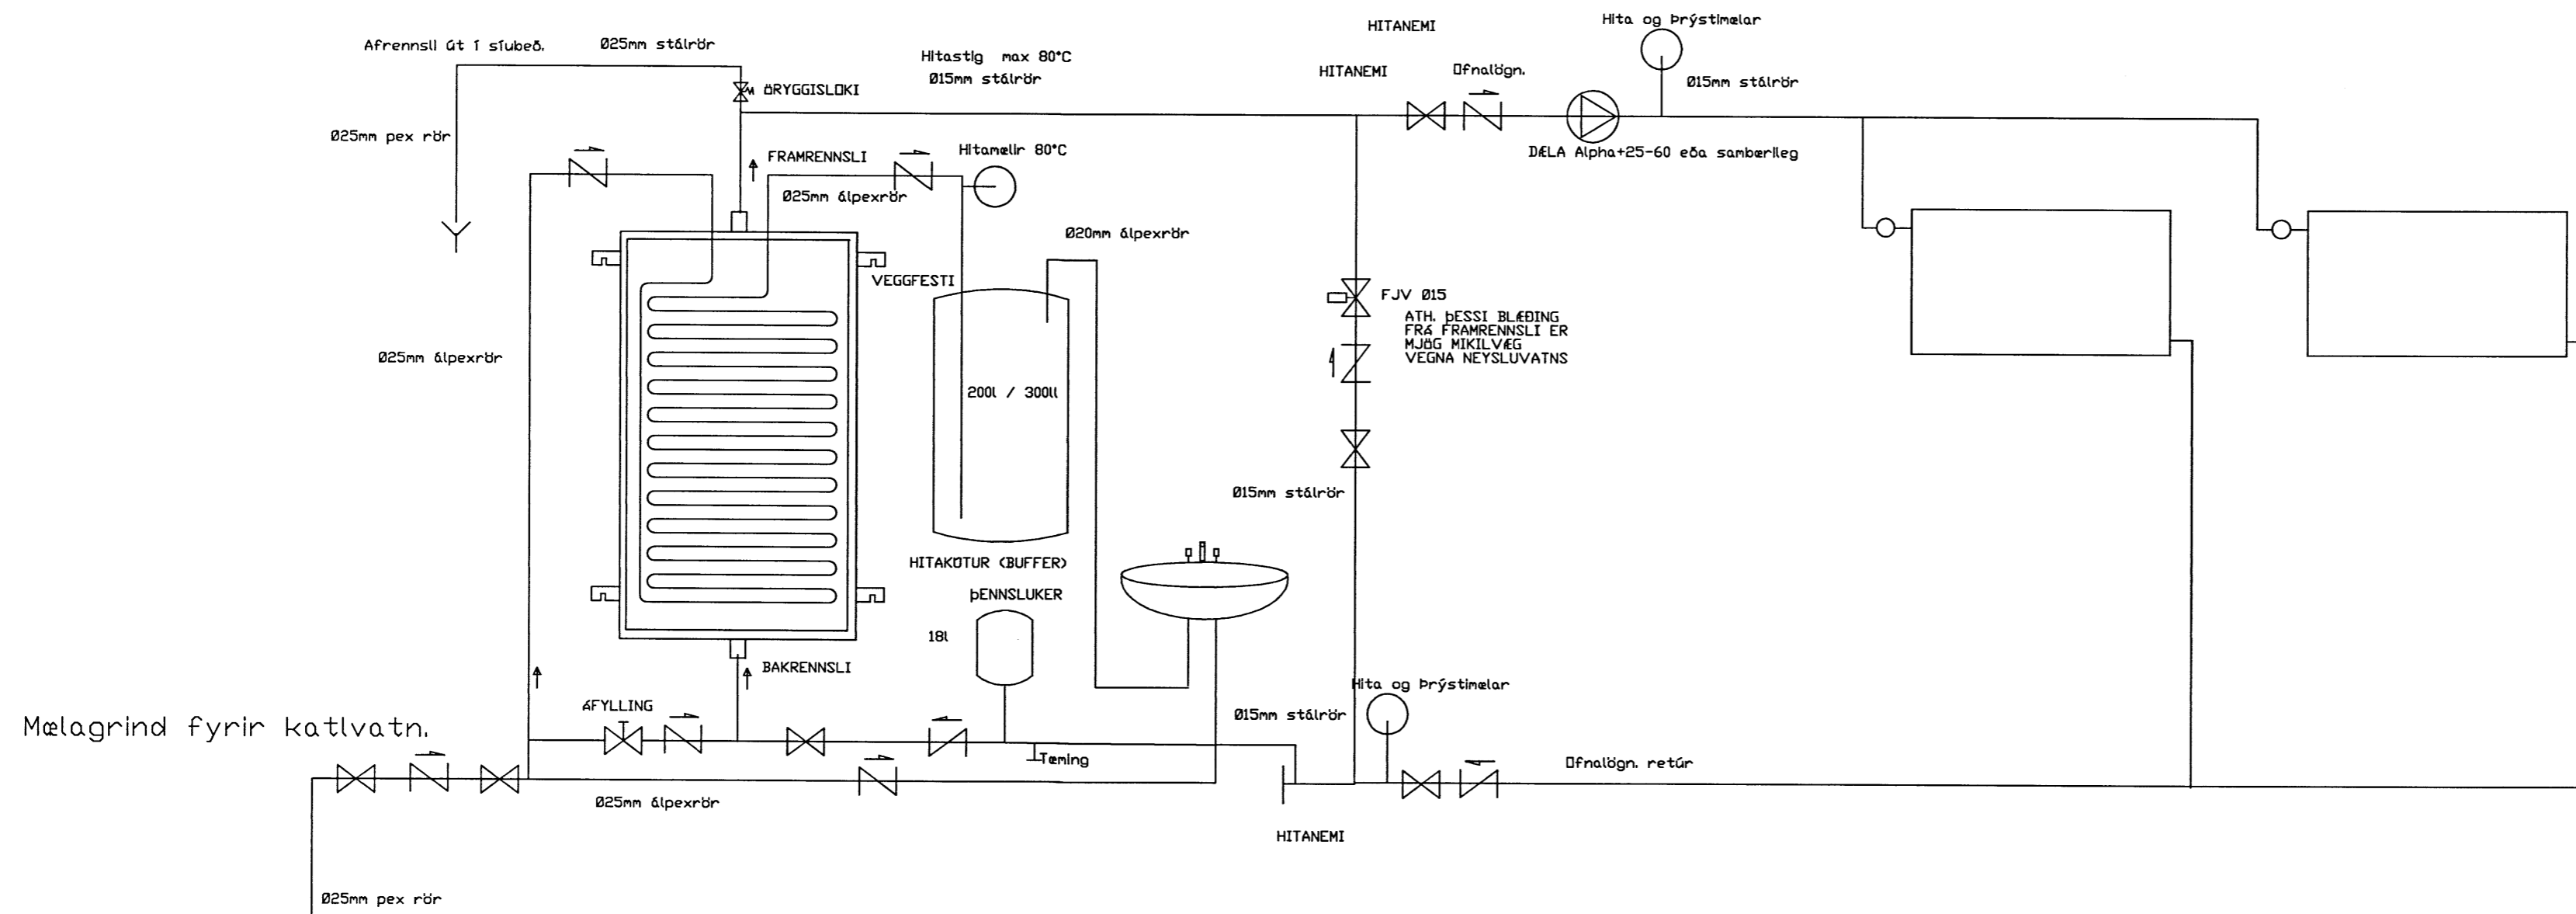 HITANEMI
Hita og Þrýstimælar
Afrennsli út í síubeð.
Ø25mm stálrör
Hitastig max 80°C
Ø15mm stálrör
HITANEMI
Ofnalögn.
Ø15mm stálrör
ÖRYGGISLOKI
Ø25mm pex rör
FRAMRENNSLI
Hitamælir 80°C
DÆLA Alpha+25-60 eða sambærileg
Ø25mm álpexrör
Ø20mm álpexrör
VEGGFESTI
FJV Ø15
ATH. ÞESSI BLÆÐING
FRÁ FRAMRENNSLI ER
MJÖG MIKILVÆG
VEGNA NEYSLUVATNS
Ø25mm álpexrör
200l / 300ll
Ø15mm stálrör
HITAKÚTUR (BUFFER)
ÞENNSLUKER
18l
BAKRENNSLI
Hita og Þrýstimælar
ÁFYLLING
Ø15mm stálrör
Mælagrind fyrir katlvatn.
Tæming
Ofnalögn. retúr
Ø25mm álpexrör
HITANEMI
Ø25mm pex rör